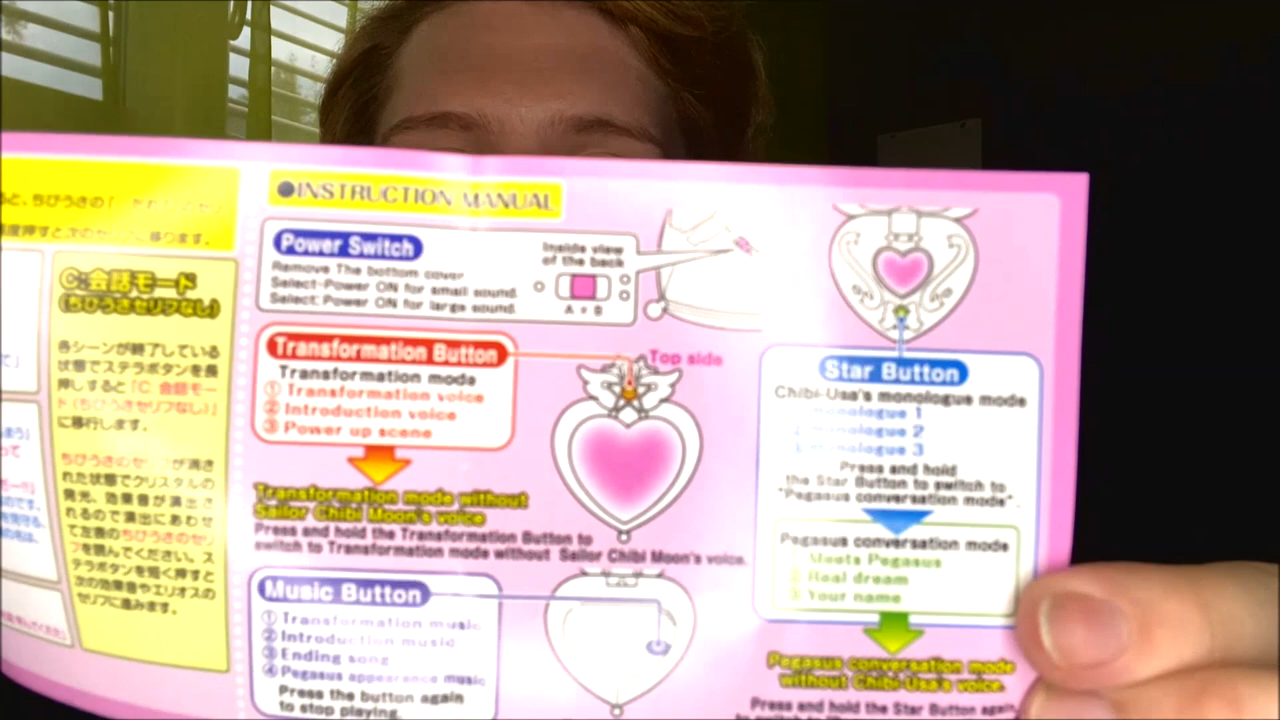 ると、ちびうさの「
度押すと次の
C:会話モード
(ちびうさセリフなし)
各シーンが終了している
状態でステラボタンを長
押しすると「C 会話モー
ド(ちびうさセリフなし)」
に移行します。
ちびうさのセリフが消さ
れた状態でクリスタルの
発光、効果音が演出さ
れるので演出にあわせ
て左側のちびうさのセリ
フを読んでください。ス
テラボタンを短く押すと
次の効果音やエリオスの
セリフに進みます。
●INSTRUCTION MANUAL
Power Switch
Remove The bottom cover
Select Power ON for small sound
Select Power ON for large sound
Inside view
of the back
A B
Transformation Button
Transformation mode
① Transformation voice
② Introduction voice
③ Power up scene
Top side
Transformation mode without
Sailor Chibi Moon's voice
Press and hold the Transformation Button to
switch to Transformation mode without Sailor Chibi Moon's voice.
Music Button
① Transformation music
② Introduction music
③ Ending song
④ Pegasus appearance music
Press the button again
to stop playing.
Star Button
Chibi-Usa's monologue mode
monologue 1
monologue 2
monologue 3
Press and hold
the Star Button to switch to
"Pegasus conversation mode".
Pegasus conversation mode
Meets Pegasus
Real dream
Your name
Pegasus conversation mode
without Chibi-Usa's voice.
Press and hold the Star Button again